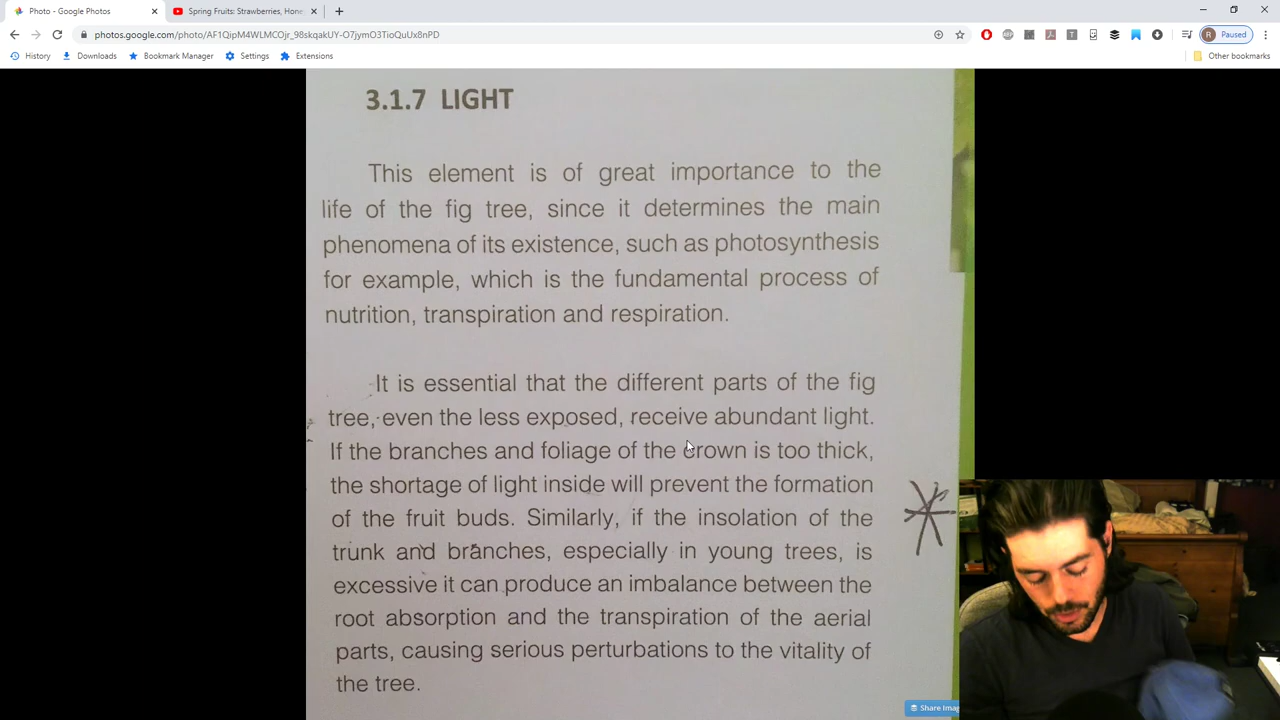 Photo - Google Photos
Spring Fruits: Strawberries, Hone
photos.google.com/photo/AF1QipM4WLMCOjr_98skqakUY-O7jymO3TioQuUx8nPD
R Paused
History Downloads Bookmark Manager Settings Extensions Other bookmarks
3.1.7 LIGHT
This element is of great importance to the
life of the fig tree, since it determines the main
phenomena of its existence, such as photosynthesis
for example, which is the fundamental process of
nutrition, transpiration and respiration.
It is essential that the different parts of the fig
tree, even the less exposed, receive abundant light.
If the branches and foliage of the crown is too thick,
the shortage of light inside will prevent the formation
of the fruit buds. Similarly, if the insolation of the
trunk and branches, especially in young trees, is
excessive it can produce an imbalance between the
root absorption and the transpiration of the aerial
parts, causing serious perturbations to the vitality of
the tree.
Share Imag